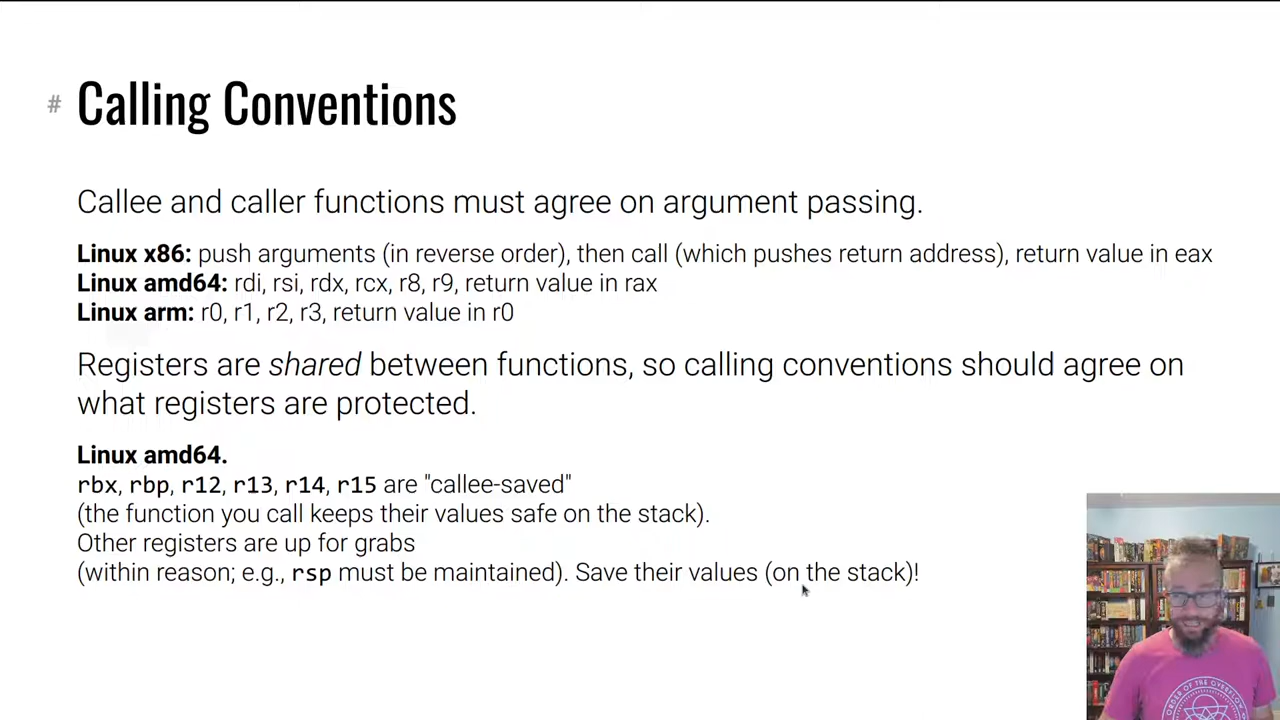 # Calling Conventions
Callee and caller functions must agree on argument passing.
Linux x86: push arguments (in reverse order), then call (which pushes return address), return value in eax
Linux amd64: rdi, rsi, rdx, rcx, r8, r9, return value in rax
Linux arm: r0, r1, r2, r3, return value in r0
Registers are shared between functions, so calling conventions should agree on
what registers are protected.
Linux amd64.
rbx, rbp, r12, r13, r14, r15 are "callee-saved"
(the function you call keeps their values safe on the stack).
Other registers are up for grabs
(within reason; e.g., rsp must be maintained). Save their values (on the stack)!
ORDER OF THE OVERFLOW